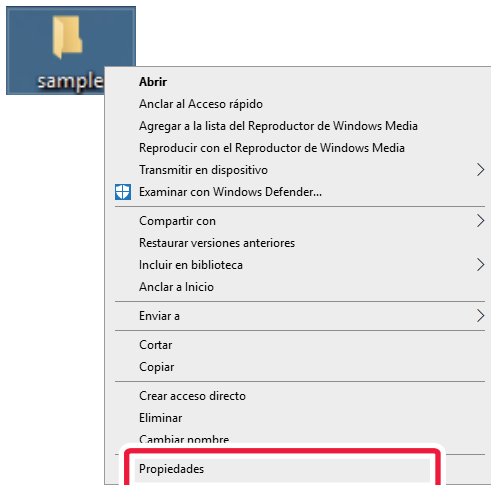 sample
Abrir
Anclar al Acceso rápido
Agregar a la lista del Reproductor de Windows Media
Reproducir con el Reproductor de Windows Media
Transmitir en dispositivo
Examinar con Windows Defender...
Compartir con
Restaurar versiones anteriores
Incluir en biblioteca
Anclar a Inicio
Enviar a
Cortar
Copiar
Crear acceso directo
Eliminar
Cambiar nombre
Propiedades